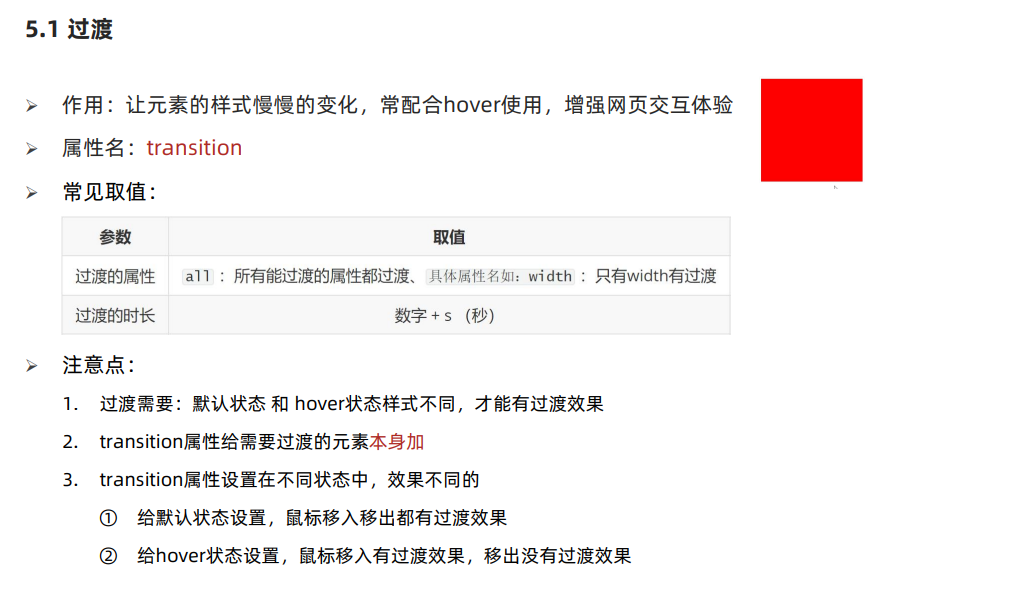 5.1 过渡
作用：让元素的样式慢慢的变化，常配合hover使用，增强网页交互体验
属性名：transition
常见取值：
参数 取值
过渡的属性 all ：所有能过渡的属性都过渡、具体属性名如：width ：只有width有过渡
过渡的时长 数字 + s （秒）
注意点：
1. 过渡需要：默认状态 和 hover状态样式不同，才能有过渡效果
2. transition属性给需要过渡的元素本身加
3. transition属性设置在不同状态中，效果不同的
① 给默认状态设置，鼠标移入移出都有过渡效果
② 给hover状态设置，鼠标移入有过渡效果，移出没有过渡效果